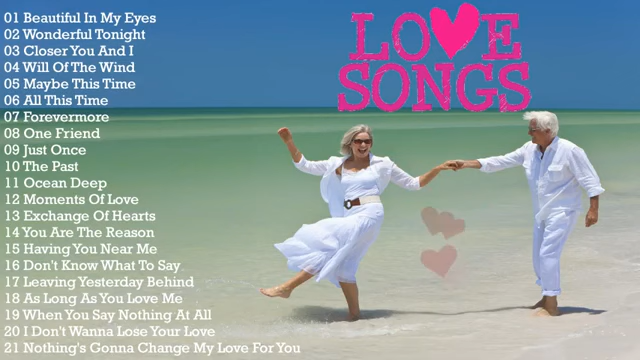 01 Beautiful In My Eyes
02 Wonderful Tonight
03 Closer You And I
04 Will Of The Wind
05 Maybe This Time
06 All This Time
07 Forevermore
08 One Friend
09 Just Once
10 The Past
11 Ocean Deep
12 Moments Of Love
13 Exchange Of Hearts
14 You Are The Reason
15 Having You Near Me
16 Don't Know What To Say
17 Leaving Yesterday Behind
18 As Long As You Love Me
19 When You Say Nothing At All
20 I Don't Wanna Lose Your Love
21 Nothing's Gonna Change My Love For You
LOVE
SONGS